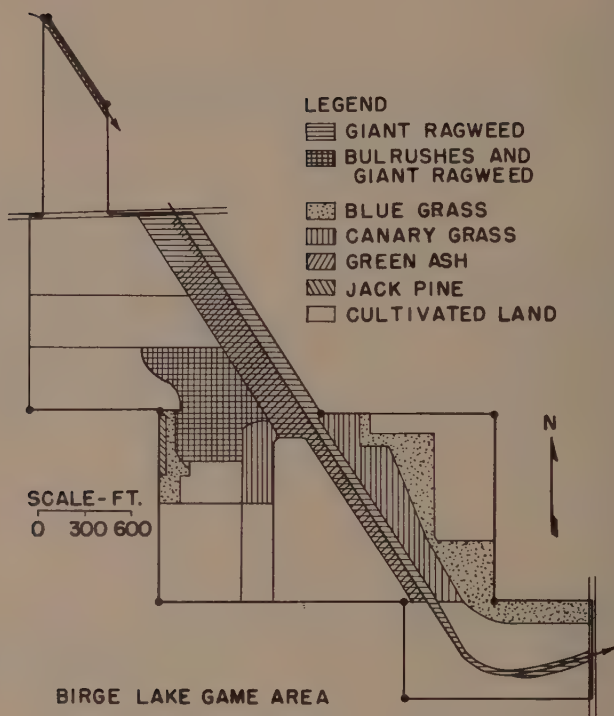 LEGEND
GIANT RAGWEED
BULRUSHES AND
GIANT RAGWEED
BLUE GRASS
CANARY GRASS
GREEN ASH
JACK PINE
CULTIVATED LAND
N
SCALE-FT.
0 300 600
BIRGE LAKE GAME AREA